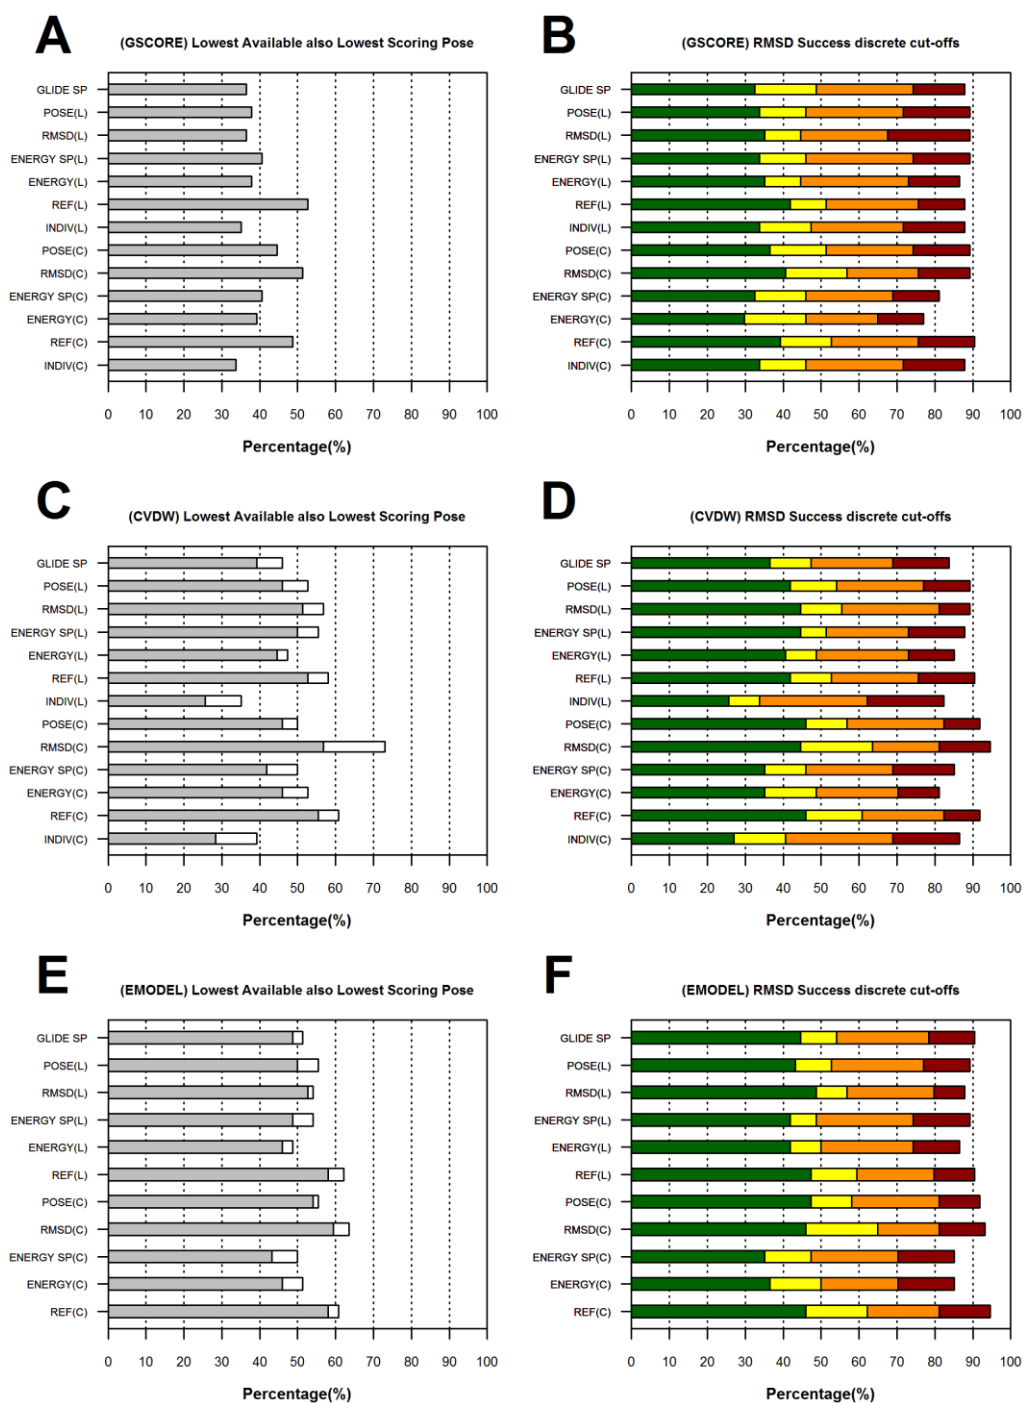 A
(GSCORE) Lowest Available also Lowest Scoring Pose
GLIDE SP
POSE(L)
RMSD(L)
ENERGY SP(L)
ENERGY(L)
REF(L)
INDIV(L)
POSE(C)
RMSD(C)
ENERGY SP(C)
ENERGY(C)
REF(C)
INDIV(C)
0 10 20 30 40 50 60 70 80 90 100
Percentage(%)
B
(GSCORE) RMSD Success discrete cut-offs
GLIDE SP
POSE(L)
RMSD(L)
ENERGY SP(L)
ENERGY(L)
REF(L)
INDIV(L)
POSE(C)
RMSD(C)
ENERGY SP(C)
ENERGY(C)
REF(C)
INDIV(C)
0 10 20 30 40 50 60 70 80 90 100
Percentage(%)
C
(CVDW) Lowest Available also Lowest Scoring Pose
GLIDE SP
POSE(L)
RMSD(L)
ENERGY SP(L)
ENERGY(L)
REF(L)
INDIV(L)
POSE(C)
RMSD(C)
ENERGY SP(C)
ENERGY(C)
REF(C)
INDIV(C)
0 10 20 30 40 50 60 70 80 90 100
Percentage(%)
D
(CVDW) RMSD Success discrete cut-offs
GLIDE SP
POSE(L)
RMSD(L)
ENERGY SP(L)
ENERGY(L)
REF(L)
INDIV(L)
POSE(C)
RMSD(C)
ENERGY SP(C)
ENERGY(C)
REF(C)
INDIV(C)
0 10 20 30 40 50 60 70 80 90 100
Percentage(%)
E
(EMODEL) Lowest Available also Lowest Scoring Pose
GLIDE SP
POSE(L)
RMSD(L)
ENERGY SP(L)
ENERGY(L)
REF(L)
POSE(C)
RMSD(C)
ENERGY SP(C)
ENERGY(C)
REF(C)
0 10 20 30 40 50 60 70 80 90 100
Percentage(%)
F
(EMODEL) RMSD Success discrete cut-offs
GLIDE SP
POSE(L)
RMSD(L)
ENERGY SP(L)
ENERGY(L)
REF(L)
POSE(C)
RMSD(C)
ENERGY SP(C)
ENERGY(C)
REF(C)
0 10 20 30 40 50 60 70 80 90 100
Percentage(%)